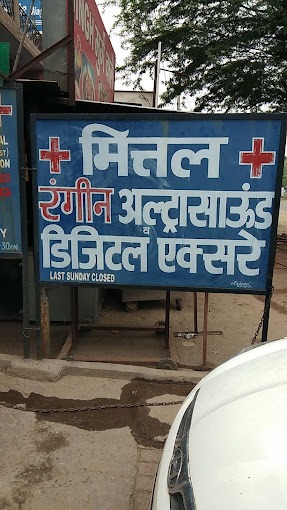 मित्तल
रंगीन अल्ट्रासाऊंड
व
डिजिटल एक्सरे
LAST SUNDAY CLOSED